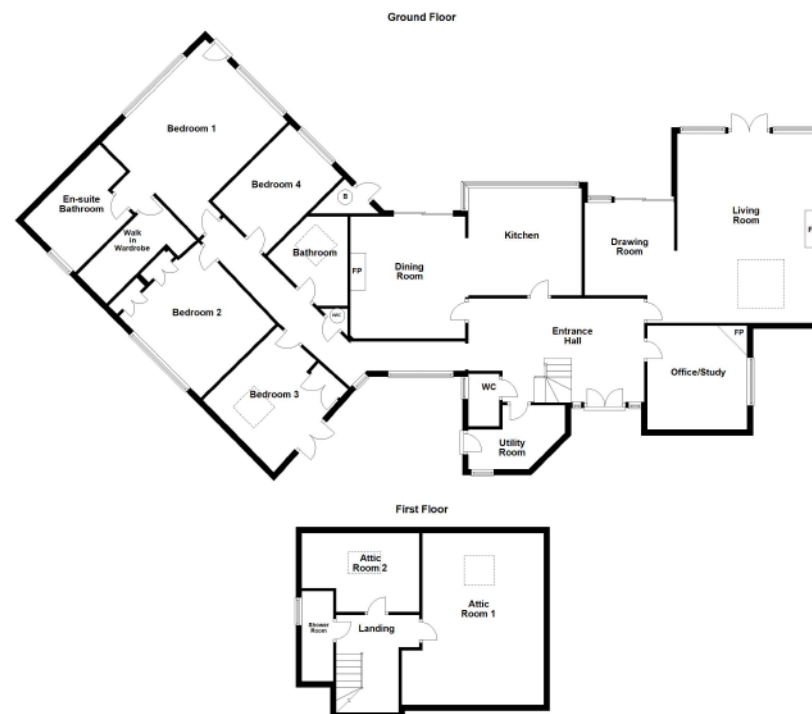 Ground Floor
Bedroom 1
Bedroom 4
B
En-suite
Bathroom
Walk
in
Wardrobe
Bathroom
Kitchen
Living
Room
Drawing
Room
Dining
Room
FP
Bedroom 2
Entrance
Hall
FP
Office/Study
Bedroom 3
WC
Utility
Room
First Floor
Attic
Room 2
Attic
Room 1
Shower
Room
Landing